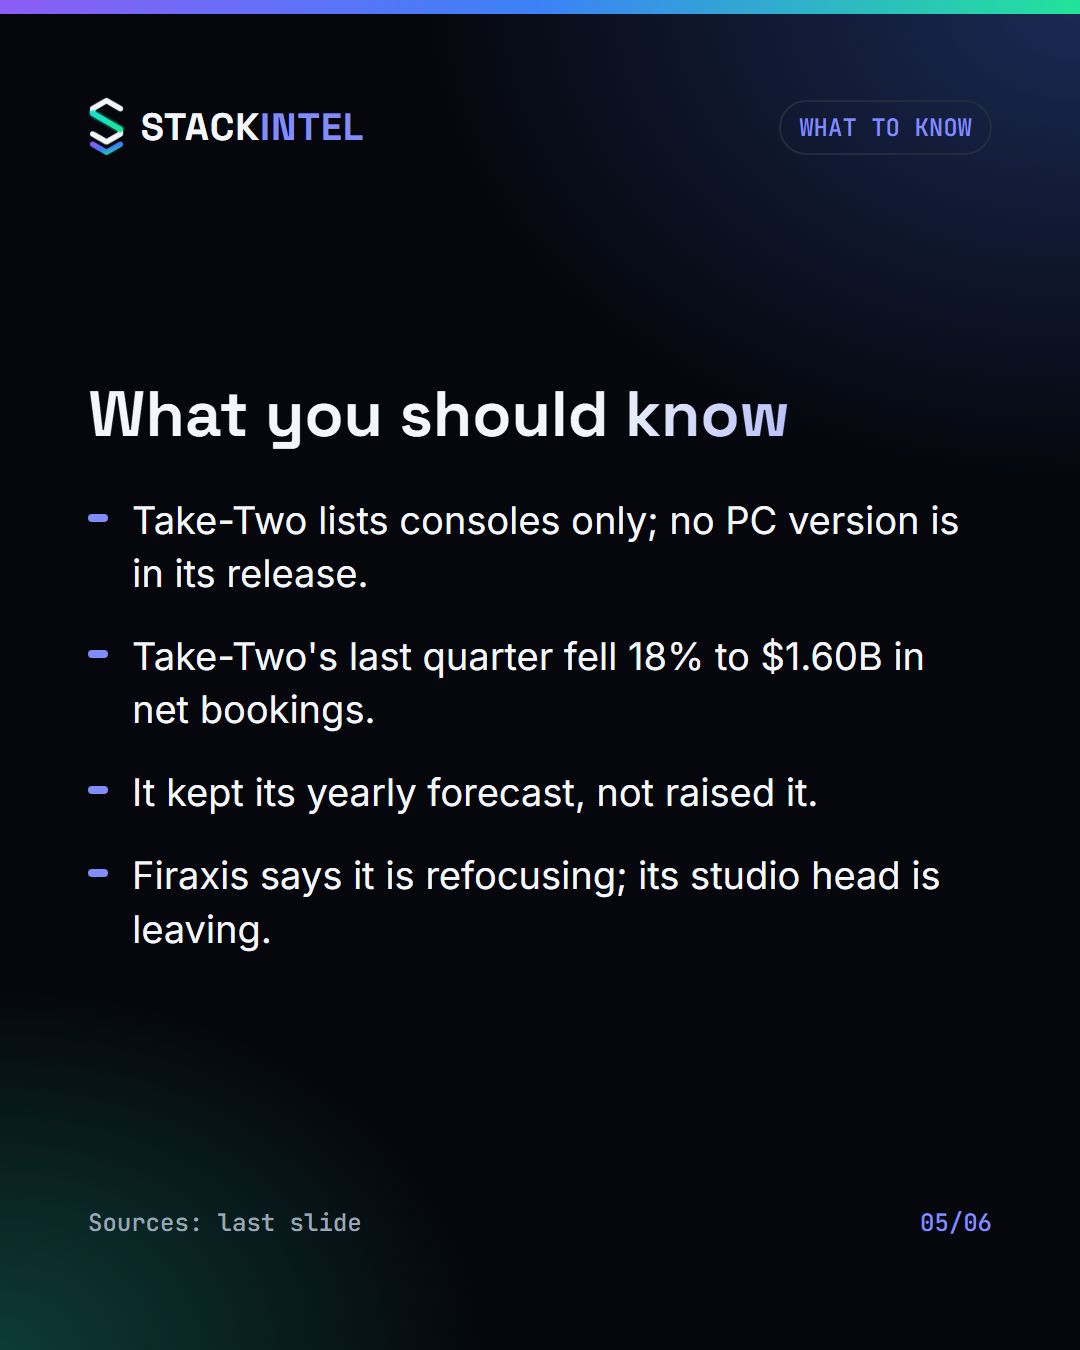 STACKINTEL
WHAT TO KNOW
What you should know
Take-Two lists consoles only; no PC version is
in its release.
Take-Two's last quarter fell 18% to $1.60B in
net bookings.
It kept its yearly forecast, not raised it.
Firaxis says it is refocusing; its studio head is
leaving.
Sources: last slide
05/06